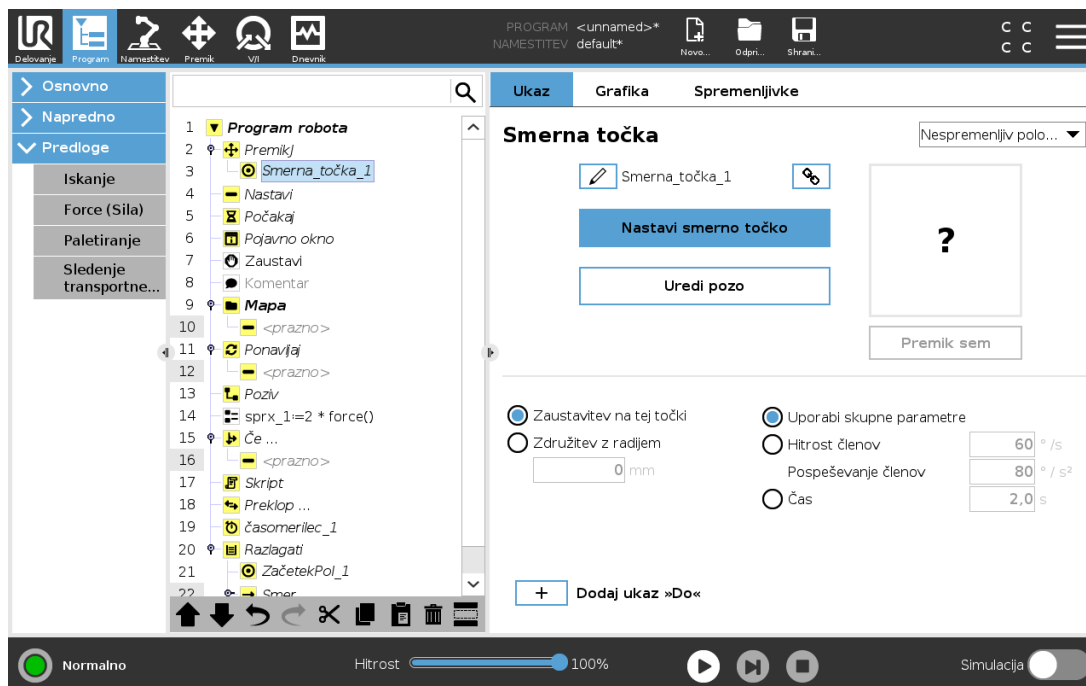 UR
PROGRAM <unnamed>*
NAMESTITEV default*
C C
C C
Delovanje Program Namestitev Premik V/I Dnevnik Novo... Odpri... Shrani...
Osnovno
Napredno
Predloge
Iskanje
Force (Sila)
Paletiranje
Sledenje
transportne...
1 Program robota
2 PremikJ
3 Smerna_točka_1
4 Nastavi
5 Počakaj
6 Pojavno okno
7 Zaustavi
8 Komentar
9 Mapa
10 <prazno>
11 Ponavljaj
12 <prazno>
13 Poziv
14 sprx_1≔2 * force()
15 Če ...
16 <prazno>
17 Skript
18 Preklop ...
19 časomerilec_1
20 Razlagati
21 ZačetekPol_1
22 Smer
Ukaz Grafika Spremenljivke
Smerna točka
Nespremenljiv polo...
Smerna_točka_1
Nastavi smerno točko
?
Uredi pozo
Premik sem
Zaustavitev na tej točki
Združitev z radijem
0 mm
Uporabi skupne parametre
Hitrost členov 60 ° /s
Pospeševanje členov 80 ° / s²
Čas 2,0 s
+ Dodaj ukaz »Do«
Normalno
Hitrost 100%
Simulacija